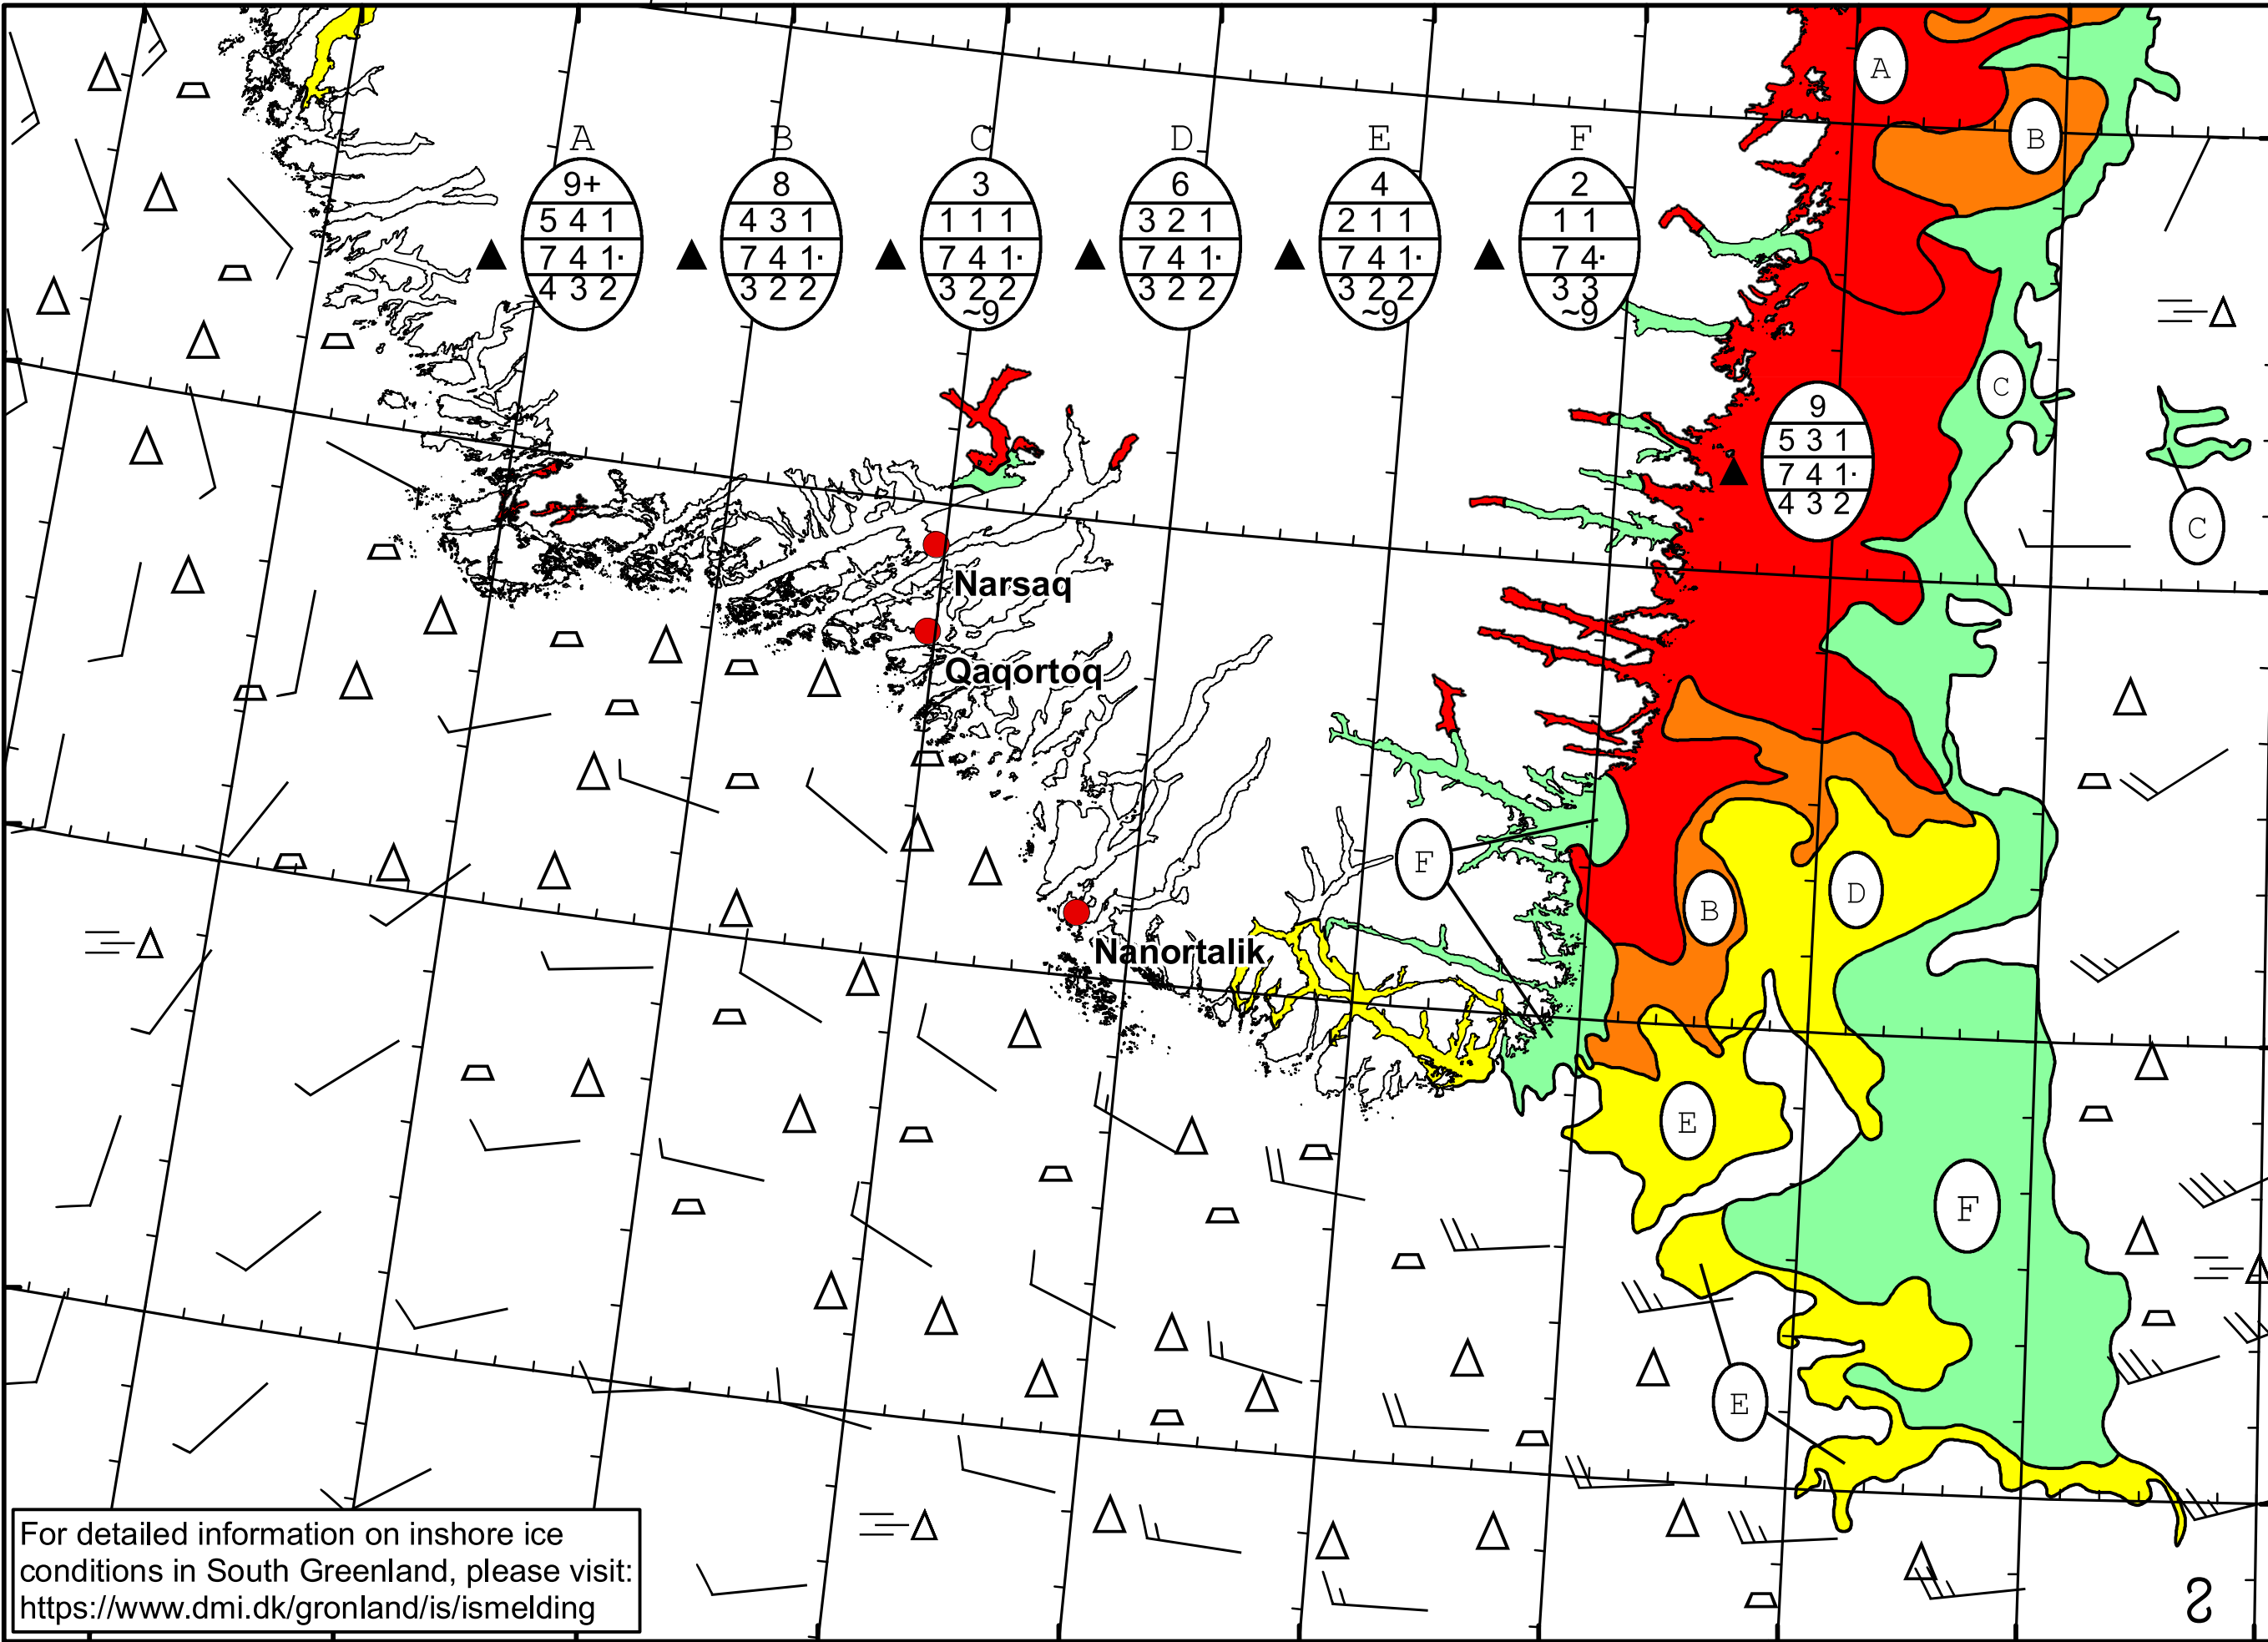 A B C D E F
9+ 8 3 6 4 2
5 4 1 4 3 1 1 1 1 3 2 1 2 1 1 1 1
7 4 1· 7 4 1· 7 4 1· 7 4 1· 7 4 1· 7 4·
4 3 2 3 2 2 3 2 2 3 2 2 3 2 2 3 3
~9 ~9 ~9
A
B
C
9
5 3 1
7 4 1·
4 3 2
C
Narsaq
Qaqortoq
F
D
B
Nanortalik
E
F
E
For detailed information on inshore ice
conditions in South Greenland, please visit:
https://www.dmi.dk/gronland/is/ismelding